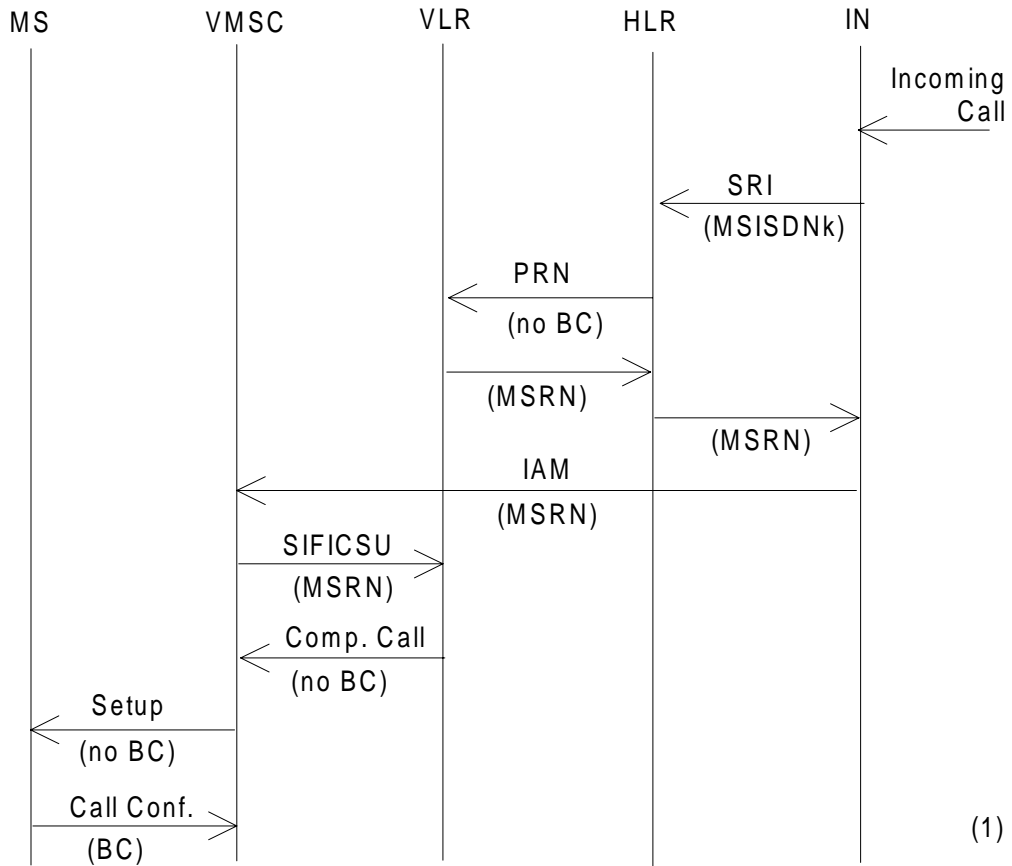 MS VMSC VLR HLR IN
Incoming
Call
SRI
(MSISDNk)
PRN
(no BC)
(MSRN)
(MSRN)
IAM
(MSRN)
SIFICSU
(MSRN)
Comp. Call
(no BC)
Setup
(no BC)
Call Conf.
(BC)
(1)